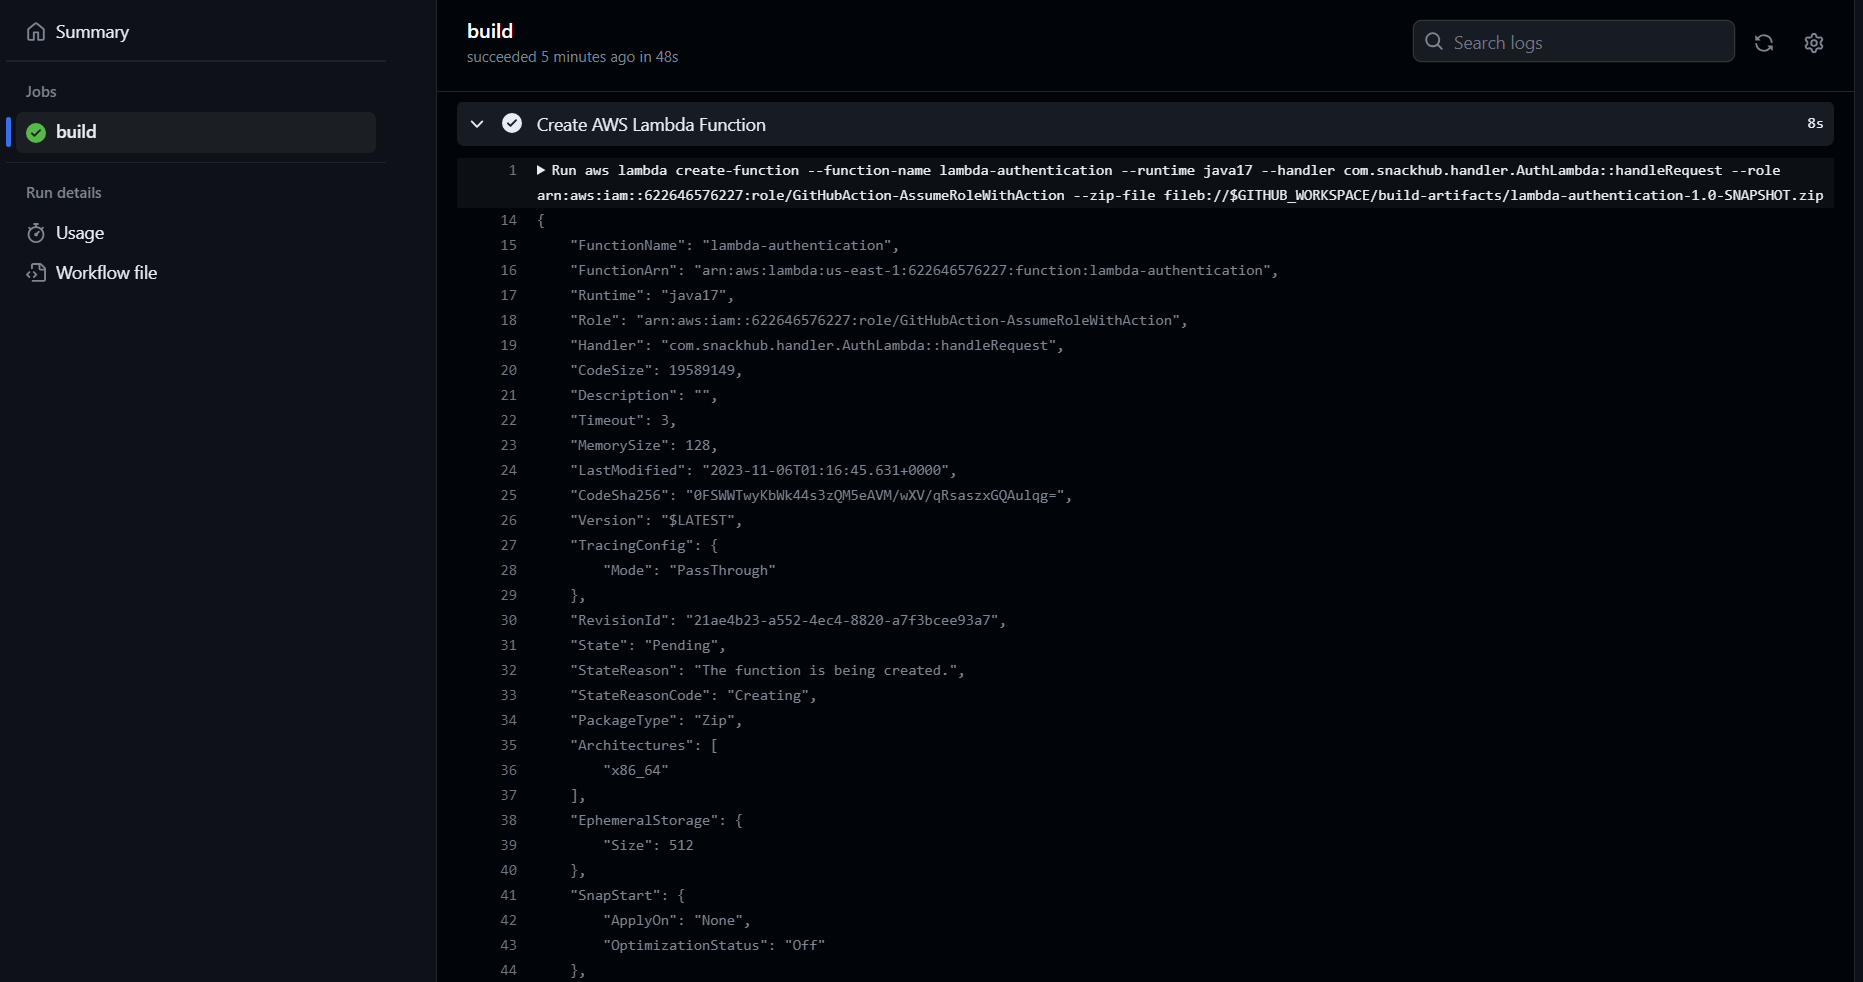 Summary
Jobs
build
Run details
Usage
Workflow file
build
succeeded 5 minutes ago in 48s
Search logs
Create AWS Lambda Function
8s
1 ▶ Run aws lambda create-function --function-name lambda-authentication --runtime java17 --handler com.snackhub.handler.AuthLambda::handleRequest --role
arn:aws:iam::622646576227:role/GitHubAction-AssumeRoleWithAction --zip-file fileb://$GITHUB_WORKSPACE/build-artifacts/lambda-authentication-1.0-SNAPSHOT.zip
14 {
15     "FunctionName": "lambda-authentication",
16     "FunctionArn": "arn:aws:lambda:us-east-1:622646576227:function:lambda-authentication",
17     "Runtime": "java17",
18     "Role": "arn:aws:iam::622646576227:role/GitHubAction-AssumeRoleWithAction",
19     "Handler": "com.snackhub.handler.AuthLambda::handleRequest",
20     "CodeSize": 19589149,
21     "Description": "",
22     "Timeout": 3,
23     "MemorySize": 128,
24     "LastModified": "2023-11-06T01:16:45.631+0000",
25     "CodeSha256": "0FSWWTwyKbWk44s3zQM5eAVM/wXV/qRsaszxGQAulqg=",
26     "Version": "$LATEST",
27     "TracingConfig": {
28         "Mode": "PassThrough"
29     },
30     "RevisionId": "21ae4b23-a552-4ec4-8820-a7f3bcee93a7",
31     "State": "Pending",
32     "StateReason": "The function is being created.",
33     "StateReasonCode": "Creating",
34     "PackageType": "Zip",
35     "Architectures": [
36         "x86_64"
37     ],
38     "EphemeralStorage": {
39         "Size": 512
40     },
41     "SnapStart": {
42         "ApplyOn": "None",
43         "OptimizationStatus": "Off"
44     },